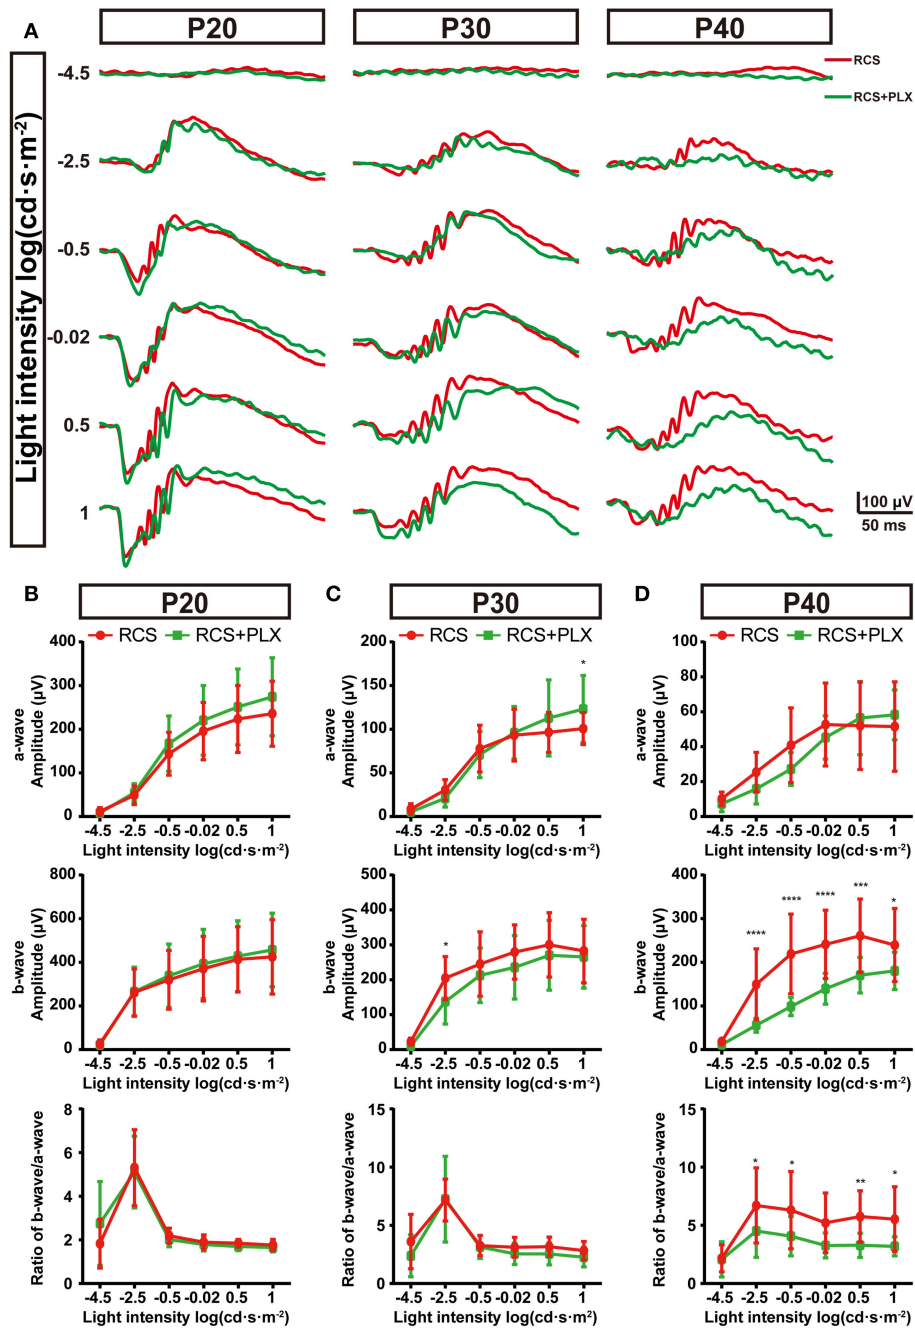 A
P20
P30
P40
RCS
RCS+PLX
Light intensity log(cd·s·m-2)
-4.5
-2.5
-0.5
-0.02
0.5
1
100 μV
50 ms
B
P20
RCS
RCS+PLX
a-wave
Amplitude (μV)
400
300
200
100
0
-4.5 -2.5 -0.5 -0.02 0.5 1
Light intensity log(cd·s·m-2)
b-wave
Amplitude (μV)
800
600
400
200
0
-4.5 -2.5 -0.5 -0.02 0.5 1
Light intensity log(cd·s·m-2)
Ratio of b-wave/a-wave
8
6
4
2
0
-4.5 -2.5 -0.5 -0.02 0.5 1
Light intensity log(cd·s·m-2)
C
P30
RCS
RCS+PLX
a-wave
Amplitude (μV)
200
150
100
50
0
*
-4.5 -2.5 -0.5 -0.02 0.5 1
Light intensity log(cd·s·m-2)
b-wave
Amplitude (μV)
500
400
300
200
100
0
*
-4.5 -2.5 -0.5 -0.02 0.5 1
Light intensity log(cd·s·m-2)
Ratio of b-wave/a-wave
15
10
5
0
-4.5 -2.5 -0.5 -0.02 0.5 1
Light intensity log(cd·s·m2)
D
P40
RCS
RCS+PLX
a-wave
Amplitude (μV)
80
60
40
20
0
-4.5 -2.5 -0.5 -0.02 0.5 1
Light intensity log(cd·s·m-2)
b-wave
Amplitude (μV)
400
300
200
100
0
**** **** **** *** *
-4.5 -2.5 -0.5 -0.02 0.5 1
Light intensity log(cd·s·m-2)
Ratio of b-wave/a-wave
15
10
5
0
* * ** *
-4.5 -2.5 -0.5 -0.02 0.5 1
Light intensity log(cd·s·m-2)